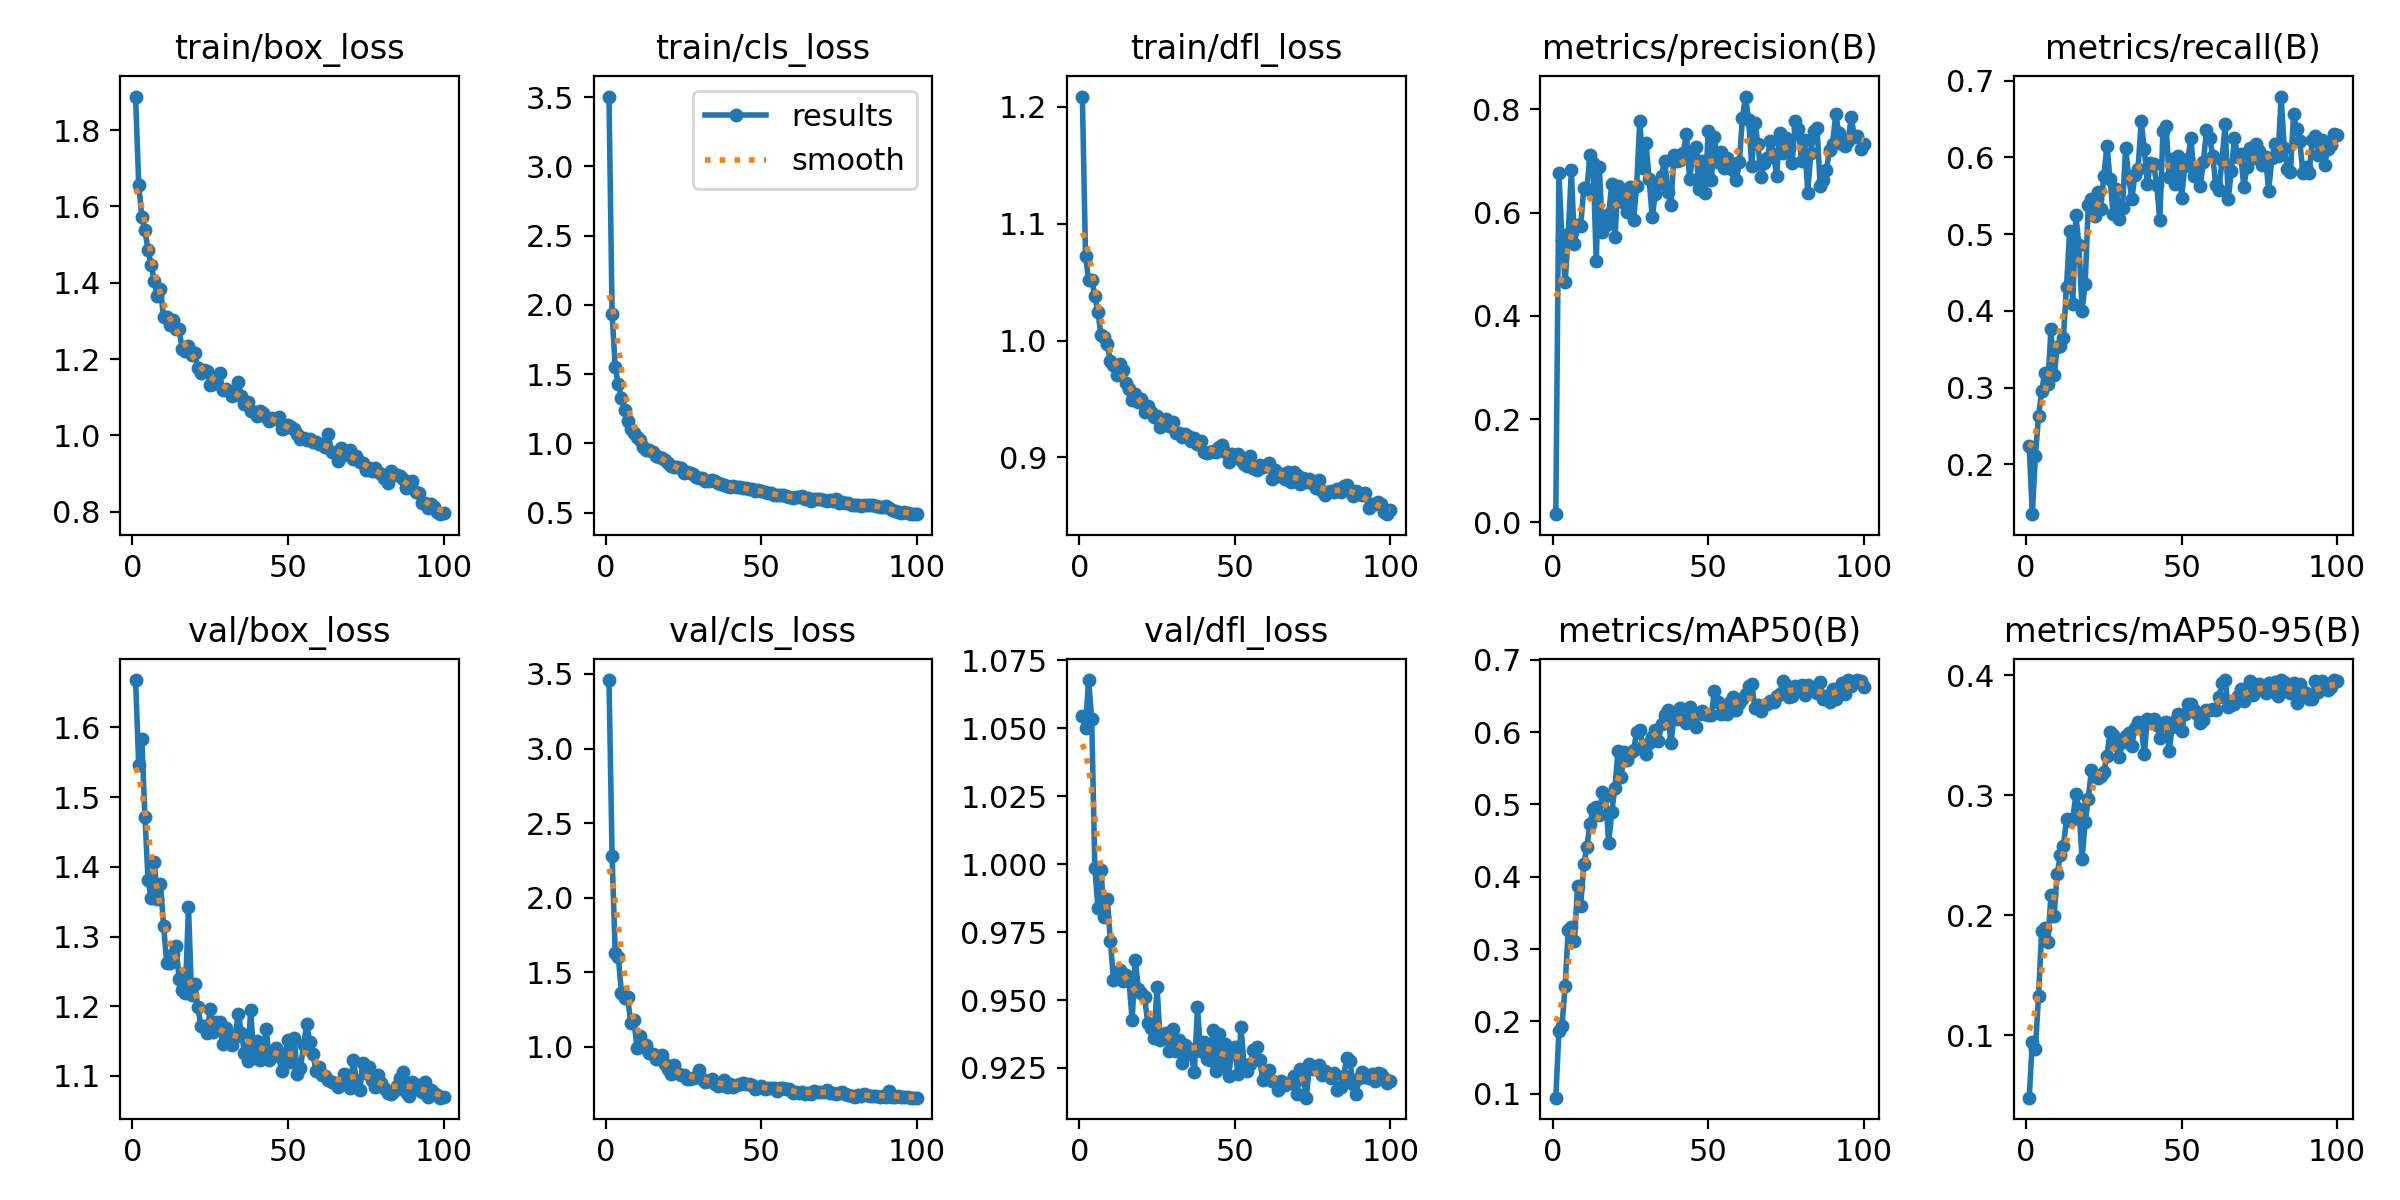 train/box_loss
1.8
1.6
1.4
1.2
1.0
0.8
0 50 100
train/cls_loss
results
smooth
3.5
3.0
2.5
2.0
1.5
1.0
0.5
0 50 100
train/dfl_loss
1.2
1.1
1.0
0.9
0 50 100
metrics/precision(B)
0.8
0.6
0.4
0.2
0.0
0 50 100
metrics/recall(B)
0.7
0.6
0.5
0.4
0.3
0.2
0 50 100
val/box_loss
1.6
1.5
1.4
1.3
1.2
1.1
0 50 100
val/cls_loss
3.5
3.0
2.5
2.0
1.5
1.0
0 50 100
val/dfl_loss
1.075
1.050
1.025
1.000
0.975
0.950
0.925
0 50 100
metrics/mAP50(B)
0.7
0.6
0.5
0.4
0.3
0.2
0.1
0 50 100
metrics/mAP50-95(B)
0.4
0.3
0.2
0.1
0 50 100